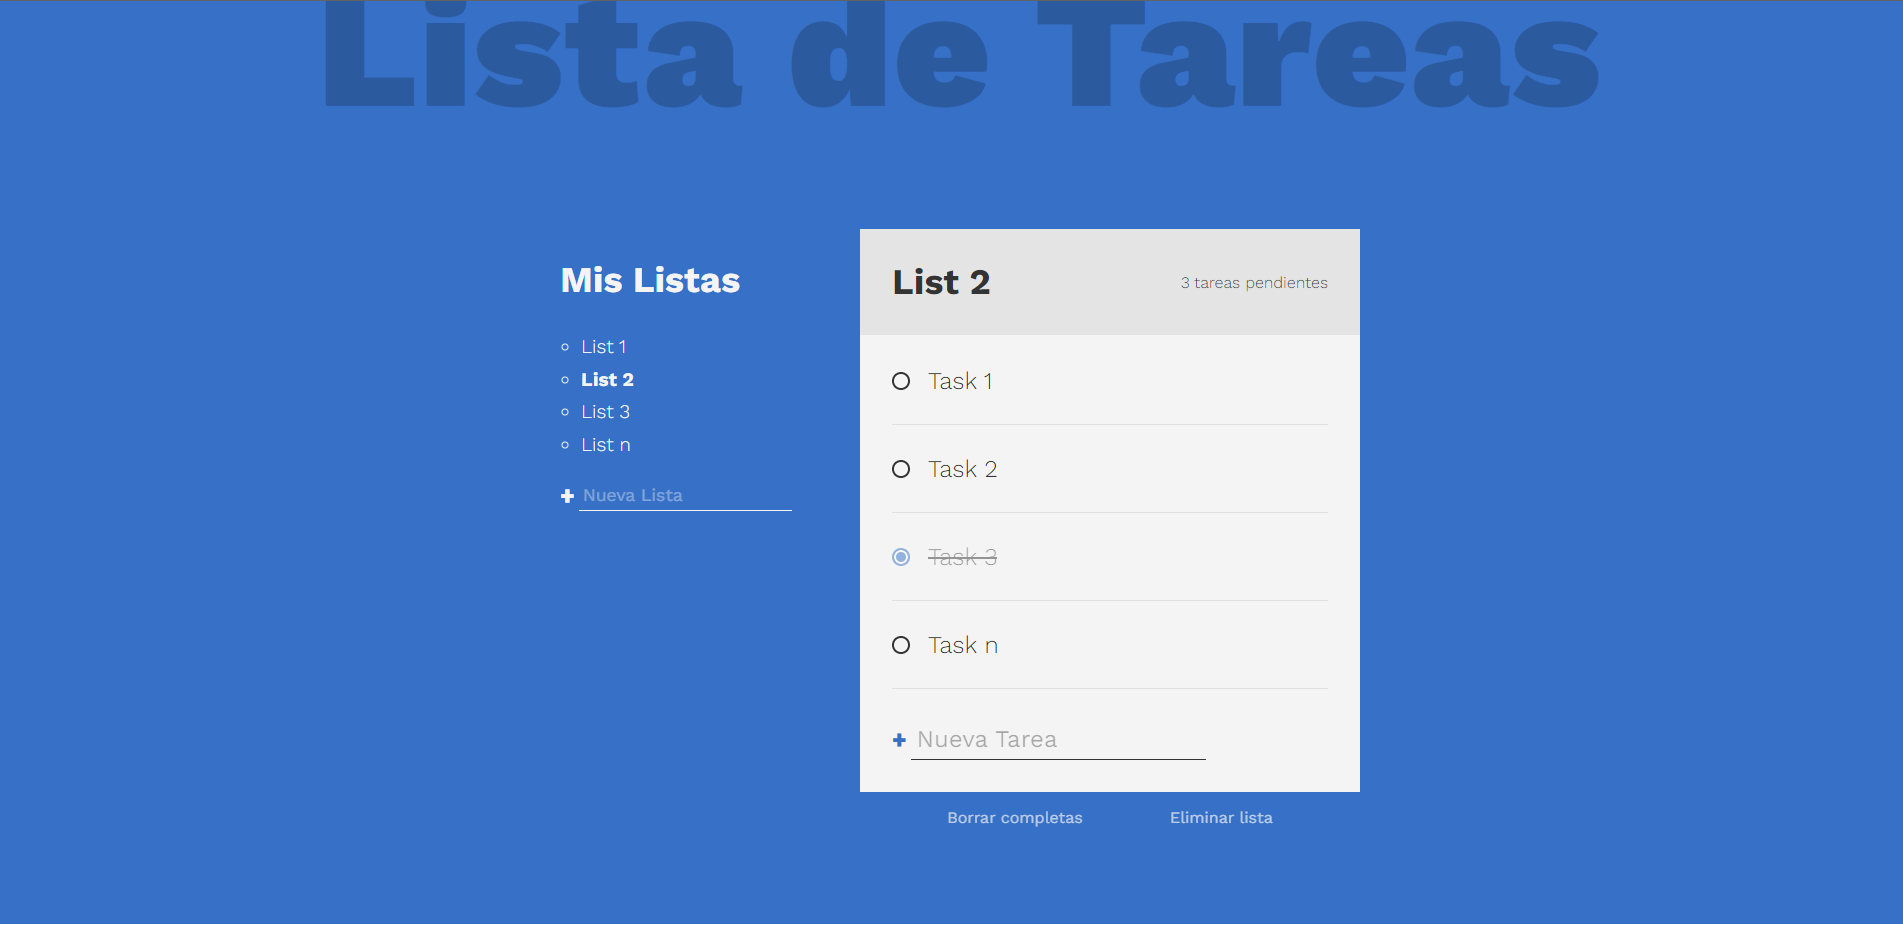 Lista de Tareas
Mis Listas
List 1
List 2
List 3
List n
+ Nueva Lista
List 2
3 tareas pendientes
Task 1
Task 2
Task 3
Task n
+ Nueva Tarea
Borrar completas
Eliminar lista